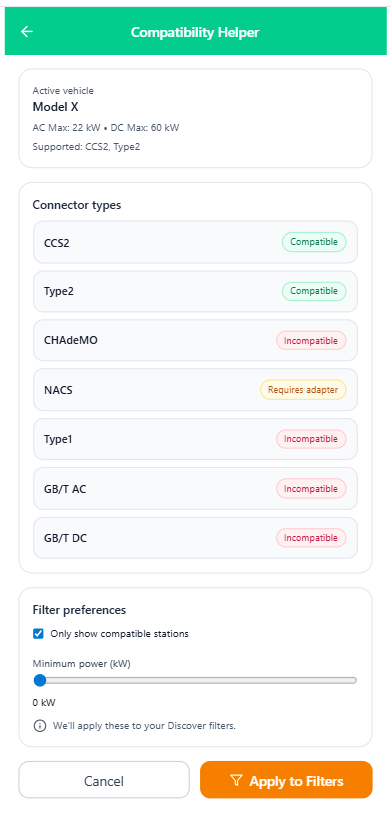 Compatibility Helper
Active vehicle
Model X
AC Max: 22 kW • DC Max: 60 kW
Supported: CCS2, Type2
Connector types
CCS2 Compatible
Type2 Compatible
CHAdeMO Incompatible
NACS Requires adapter
Type1 Incompatible
GB/T AC Incompatible
GB/T DC Incompatible
Filter preferences
Only show compatible stations
Minimum power (kW)
0 kW
We'll apply these to your Discover filters.
Cancel Apply to Filters